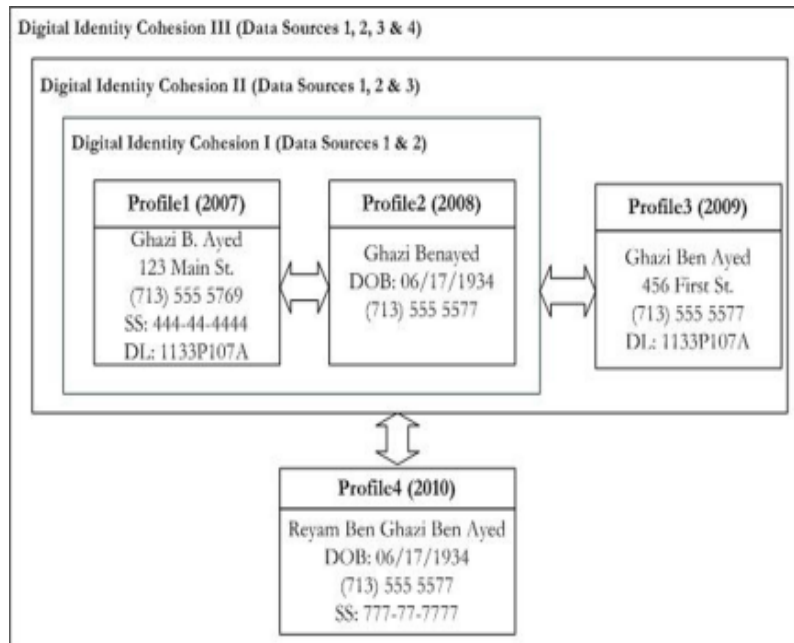 Digital Identity Cohesion III (Data Sources 1, 2, 3 & 4)
Digital Identity Cohesion II (Data Sources 1, 2 & 3)
Digital Identity Cohesion I (Data Sources 1 & 2)
Profile1 (2007)
Ghazi B. Ayed
123 Main St.
(713) 555 5769
SS: 444-44-4444
DL: 1133P107A
Profile2 (2008)
Ghazi Benayed
DOB: 06/17/1934
(713) 555 5577
Profile3 (2009)
Ghazi Ben Ayed
456 First St.
(713) 555 5577
DL: 1133P107A
Profile4 (2010)
Reyam Ben Ghazi Ben Ayed
DOB: 06/17/1934
(713) 555 5577
SS: 777-77-7777